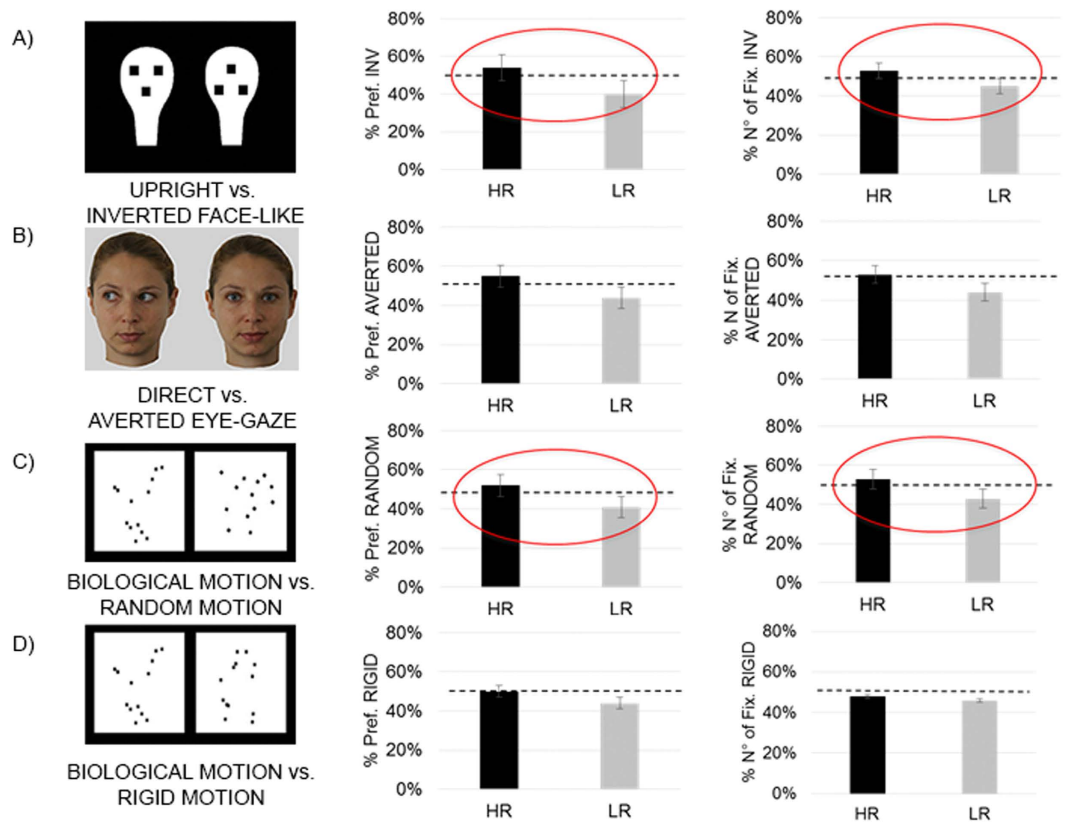 A)
UPRIGHT vs.
INVERTED FACE-LIKE
% Pref. INV
80%
60%
40%
20%
0%
HR LR
% N° of Fix. INV
80%
60%
40%
20%
0%
HR LR
B)
DIRECT vs.
AVERTED EYE-GAZE
% Pref. AVERTED
80%
60%
40%
20%
0%
HR LR
% N of Fix.
AVERTED
80%
60%
40%
20%
0%
HR LR
C)
BIOLOGICAL MOTION vs.
RANDOM MOTION
% Pref. RANDOM
80%
60%
40%
20%
0%
HR LR
% N° of Fix.
RANDOM
80%
60%
40%
20%
0%
HR LR
D)
BIOLOGICAL MOTION vs.
RIGID MOTION
% Pref. RIGID
80%
60%
40%
20%
0%
HR LR
% N° of Fix. RIGID
80%
60%
40%
20%
0%
HR LR